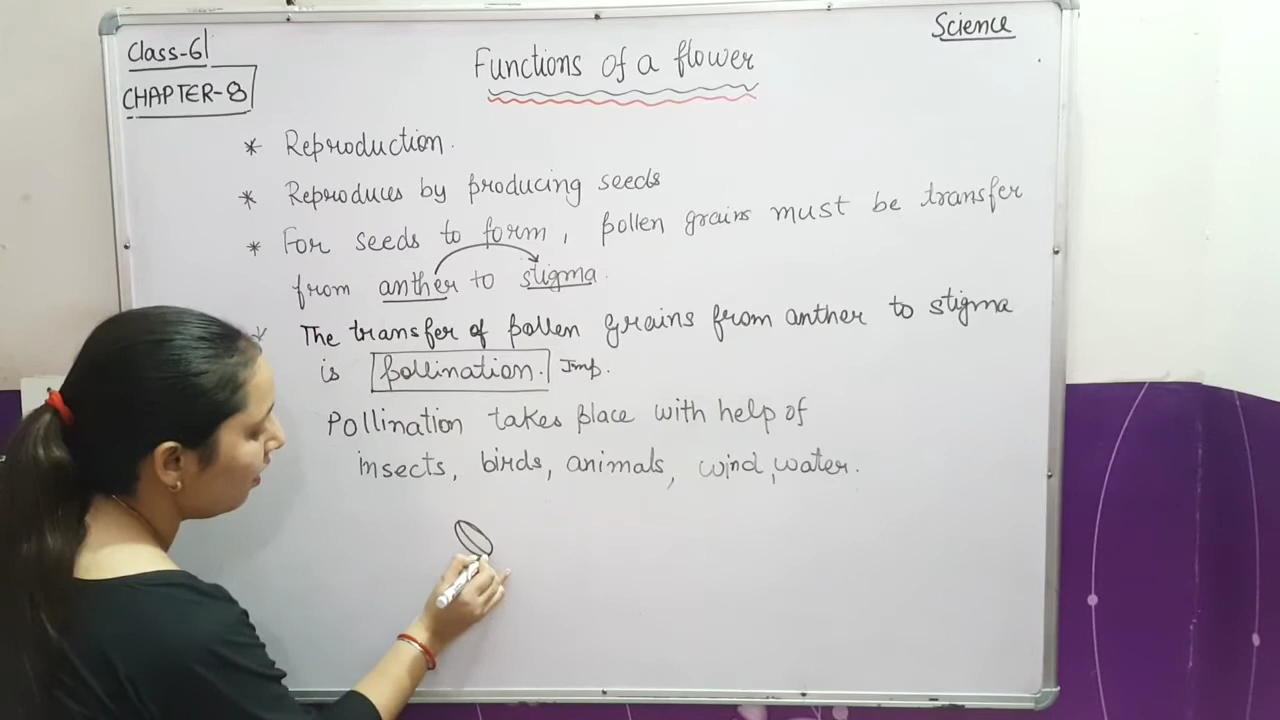 Class-6
CHAPTER-8
Science
Functions of a flower
* Reproduction.
* Reproduces by producing seeds
* For seeds to form, pollen grains must be transfer
from anther to stigma.
* The transfer of pollen grains from anther to stigma
is pollination. Imp.
Pollination takes place with help of
insects, birds, animals, wind, water.